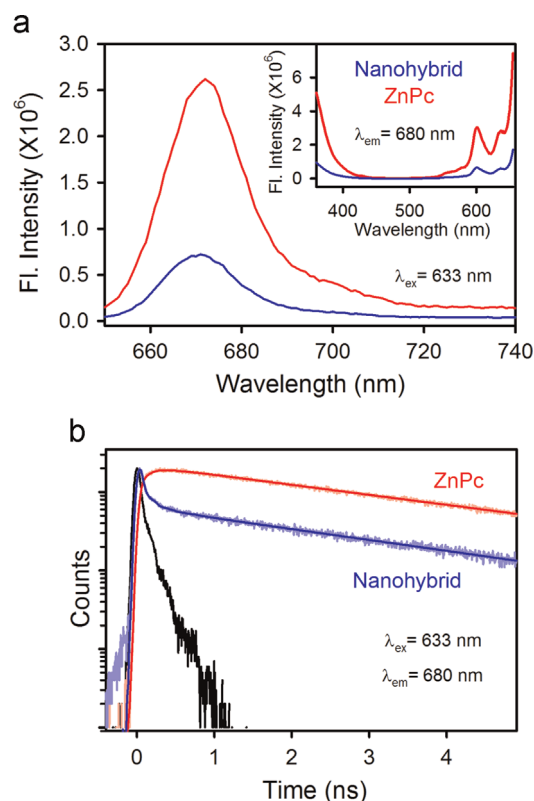 a
3.0
2.5
2.0
1.5
1.0
0.5
0.0
Fl. Intensity (X10⁶)
660 680 700 720 740
Wavelength (nm)
λex= 633 nm
6
4
2
0
Fl. Intensity (X10⁶)
Nanohybrid
ZnPc
λem= 680 nm
400 500 600
Wavelength (nm)
b
Counts
ZnPc
Nanohybrid
λex= 633 nm
λem= 680 nm
0 1 2 3 4
Time (ns)